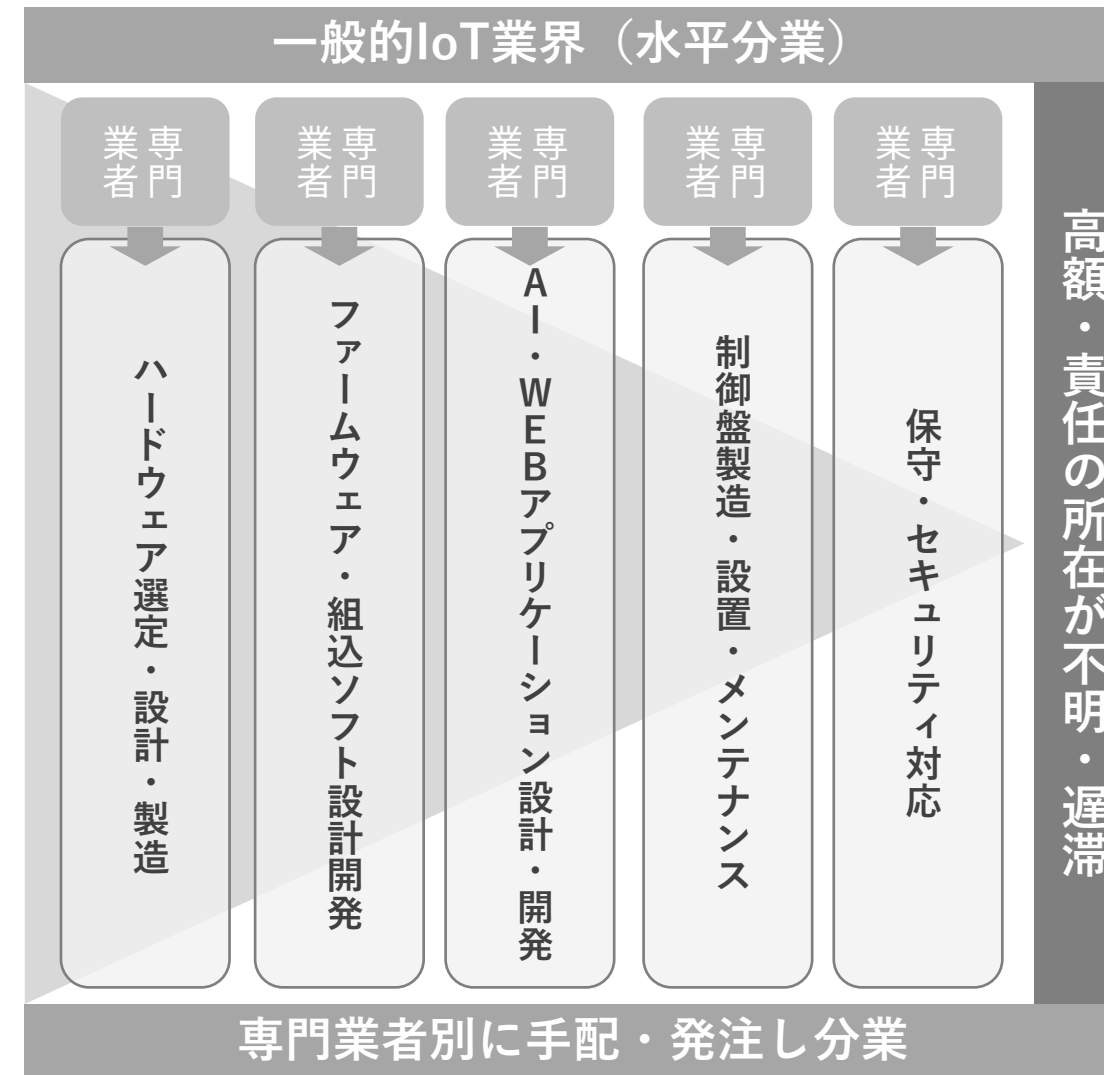 一般的IoT業界（水平分業）
専門
業者
専門
業者
専門
業者
専門
業者
専門
業者
ハードウェア選定・設計・製造
ファームウェア・組込ソフト設計開発
AI・WEBアプリケーション設計・開発
制御盤製造・設置・メンテナンス
保守・セキュリティ対応
高額・責任の所在が不明・遅滞
専門業者別に手配・発注し分業